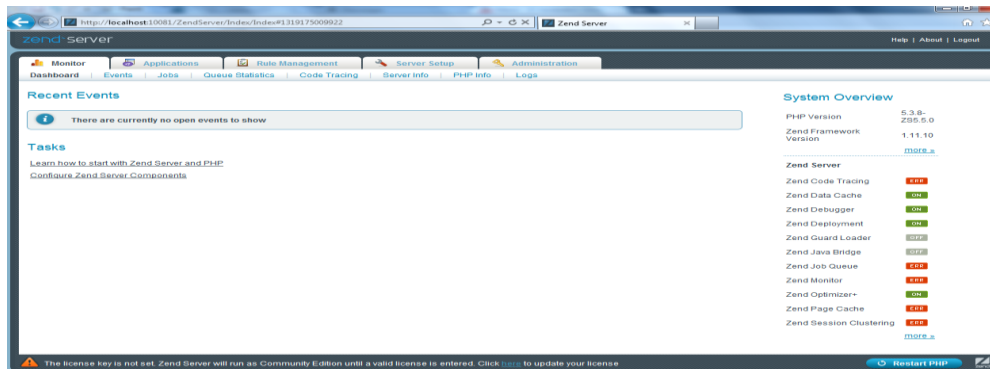 http://localhost:10081/ZendServer/Index/Index#1319175009922
Zend Server
zend server
Help | About | Logout
Monitor
Applications
Rule Management
Server Setup
Administration
Dashboard | Events | Jobs | Queue Statistics | Code Tracing | Server Info | PHP Info | Logs
Recent Events
There are currently no open events to show
Tasks
Learn how to start with Zend Server and PHP
Configure Zend Server Components
System Overview
PHP Version 5.3.8-
ZS5.5.0
Zend Framework
Version 1.11.10
more »
Zend Server
Zend Code Tracing ERR
Zend Data Cache ON
Zend Debugger ON
Zend Deployment ON
Zend Guard Loader OFF
Zend Java Bridge OFF
Zend Job Queue ERR
Zend Monitor ERR
Zend Optimizer+ ON
Zend Page Cache ERR
Zend Session Clustering ERR
more »
The license key is not set. Zend Server will run as Community Edition until a valid license is entered. Click here to update your license
Restart PHP